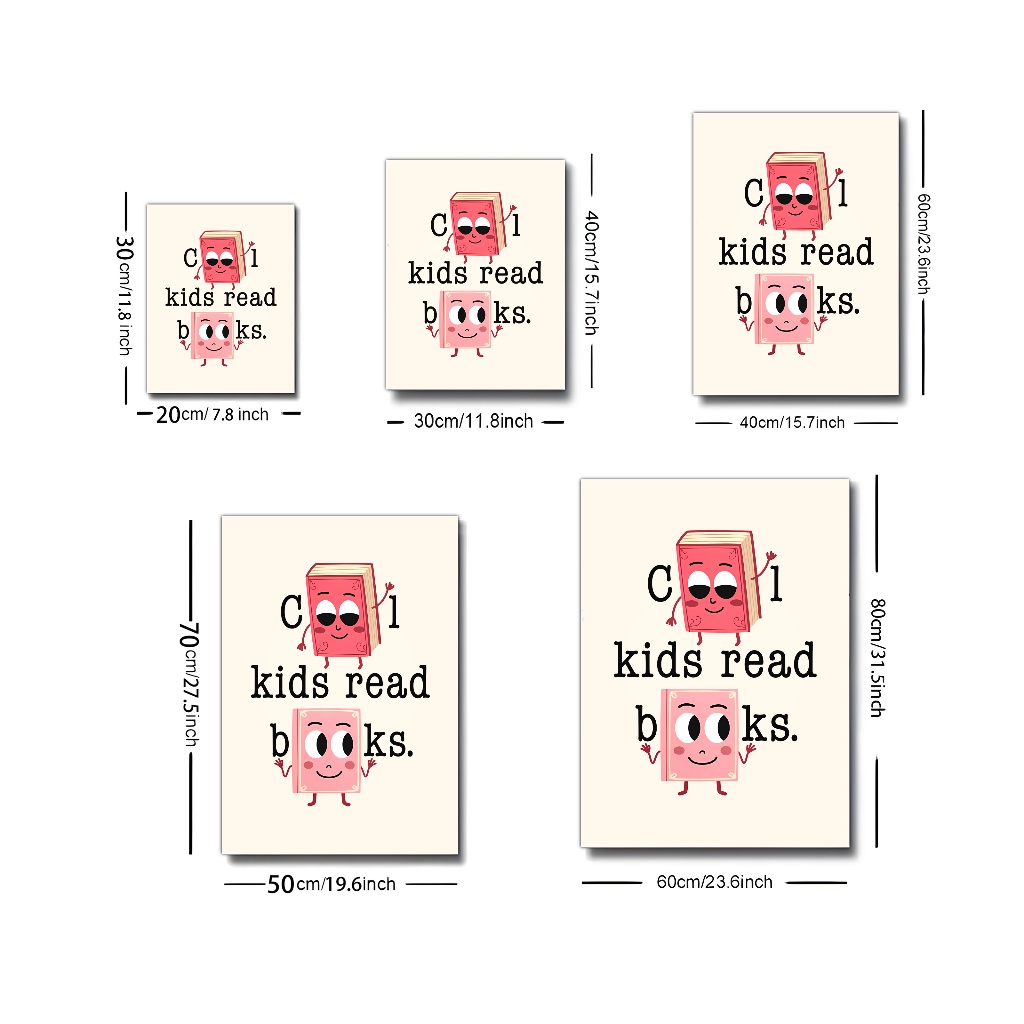 C l
kids read
b ks.
30cm/11.8 inch
20cm/ 7.8 inch
C l
kids read
b ks.
40cm/15.7inch
30cm/11.8inch
C l
kids read
b ks.
60cm/23.6inch
40cm/15.7inch
C l
kids read
b ks.
70cm/27.5inch
50cm/19.6inch
C l
kids read
b ks.
80cm/31.5inch
60cm/23.6inch